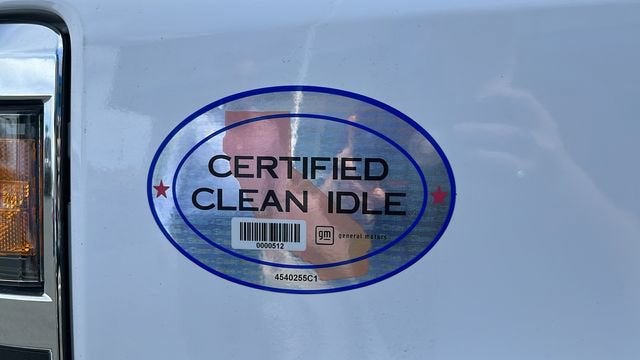 CERTIFIED
CLEAN IDLE
0000512
gm general motors
4540255C1